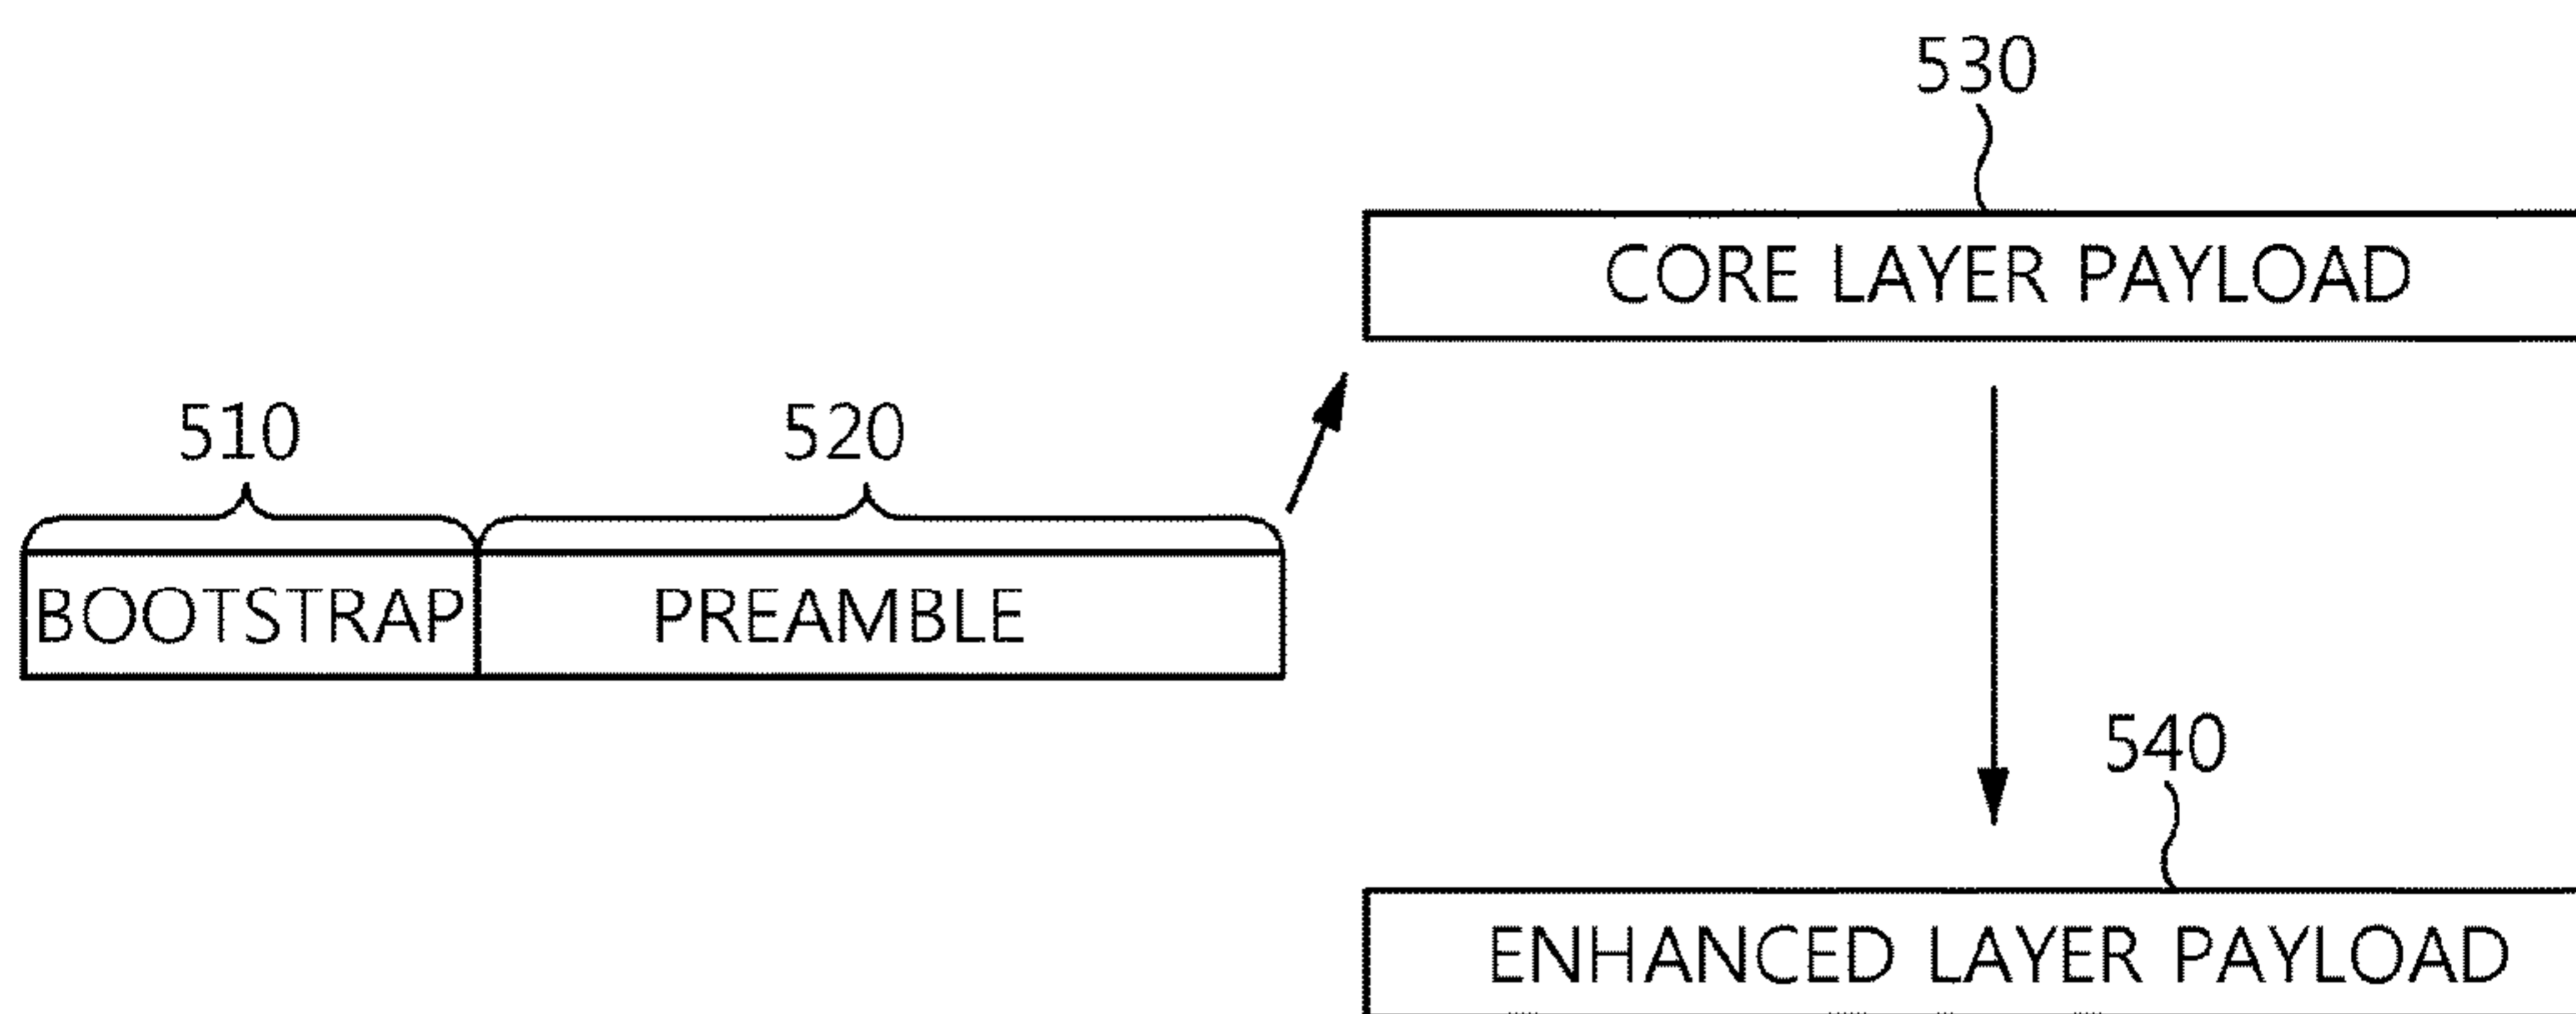 530
CORE LAYER PAYLOAD
510 520
BOOTSTRAP PREAMBLE
540
ENHANCED LAYER PAYLOAD